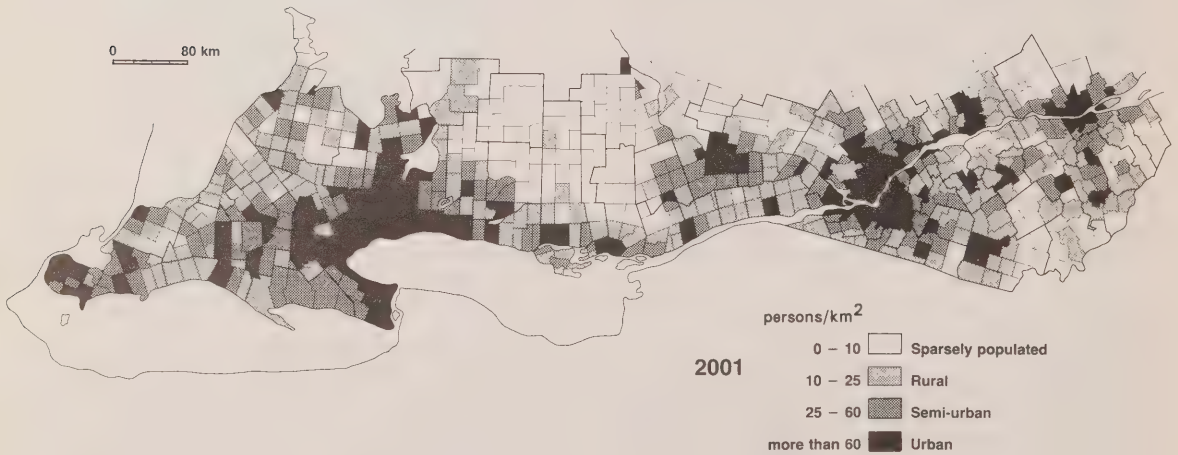 0 80 km
persons/km²
2001
0 – 10 Sparsely populated
10 – 25 Rural
25 – 60 Semi-urban
more than 60 Urban